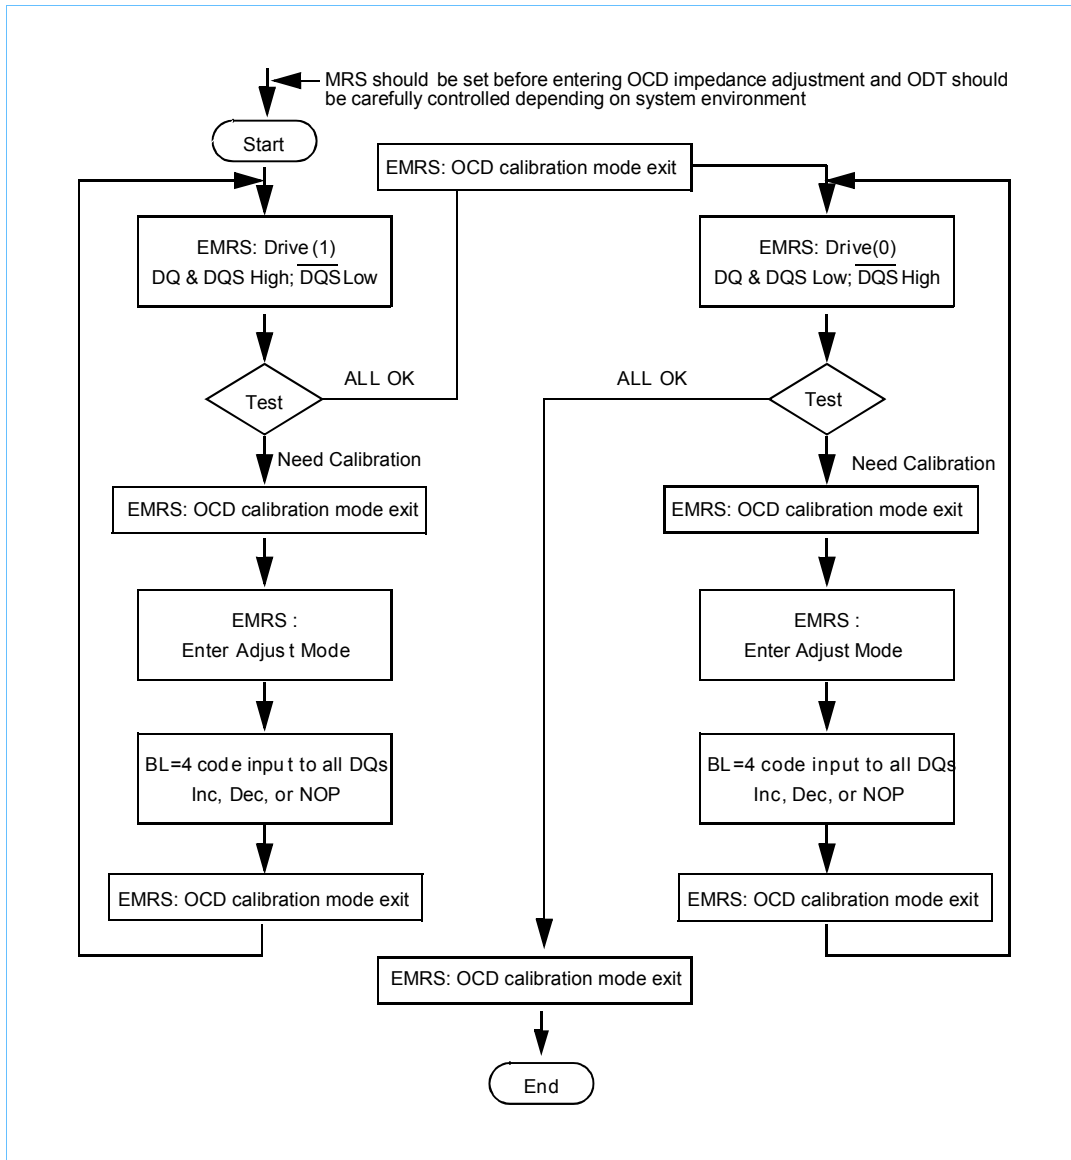 MRS should be set before entering OCD impedance adjustment and ODT should
be carefully controlled depending on system environment
Start
EMRS: OCD calibration mode exit
EMRS: Drive (1)
DQ & DQS High; D̅Q̅S̅ Low
Test
ALL OK
Need Calibration
EMRS: OCD calibration mode exit
EMRS :
Enter Adjust Mode
BL=4 code input to all DQs
Inc, Dec, or NOP
EMRS: OCD calibration mode exit
EMRS: Drive(0)
DQ & DQS Low; D̅Q̅S̅ High
Test
ALL OK
Need Calibration
EMRS: OCD calibration mode exit
EMRS :
Enter Adjust Mode
BL=4 code input to all DQs
Inc, Dec, or NOP
EMRS: OCD calibration mode exit
EMRS: OCD calibration mode exit
End